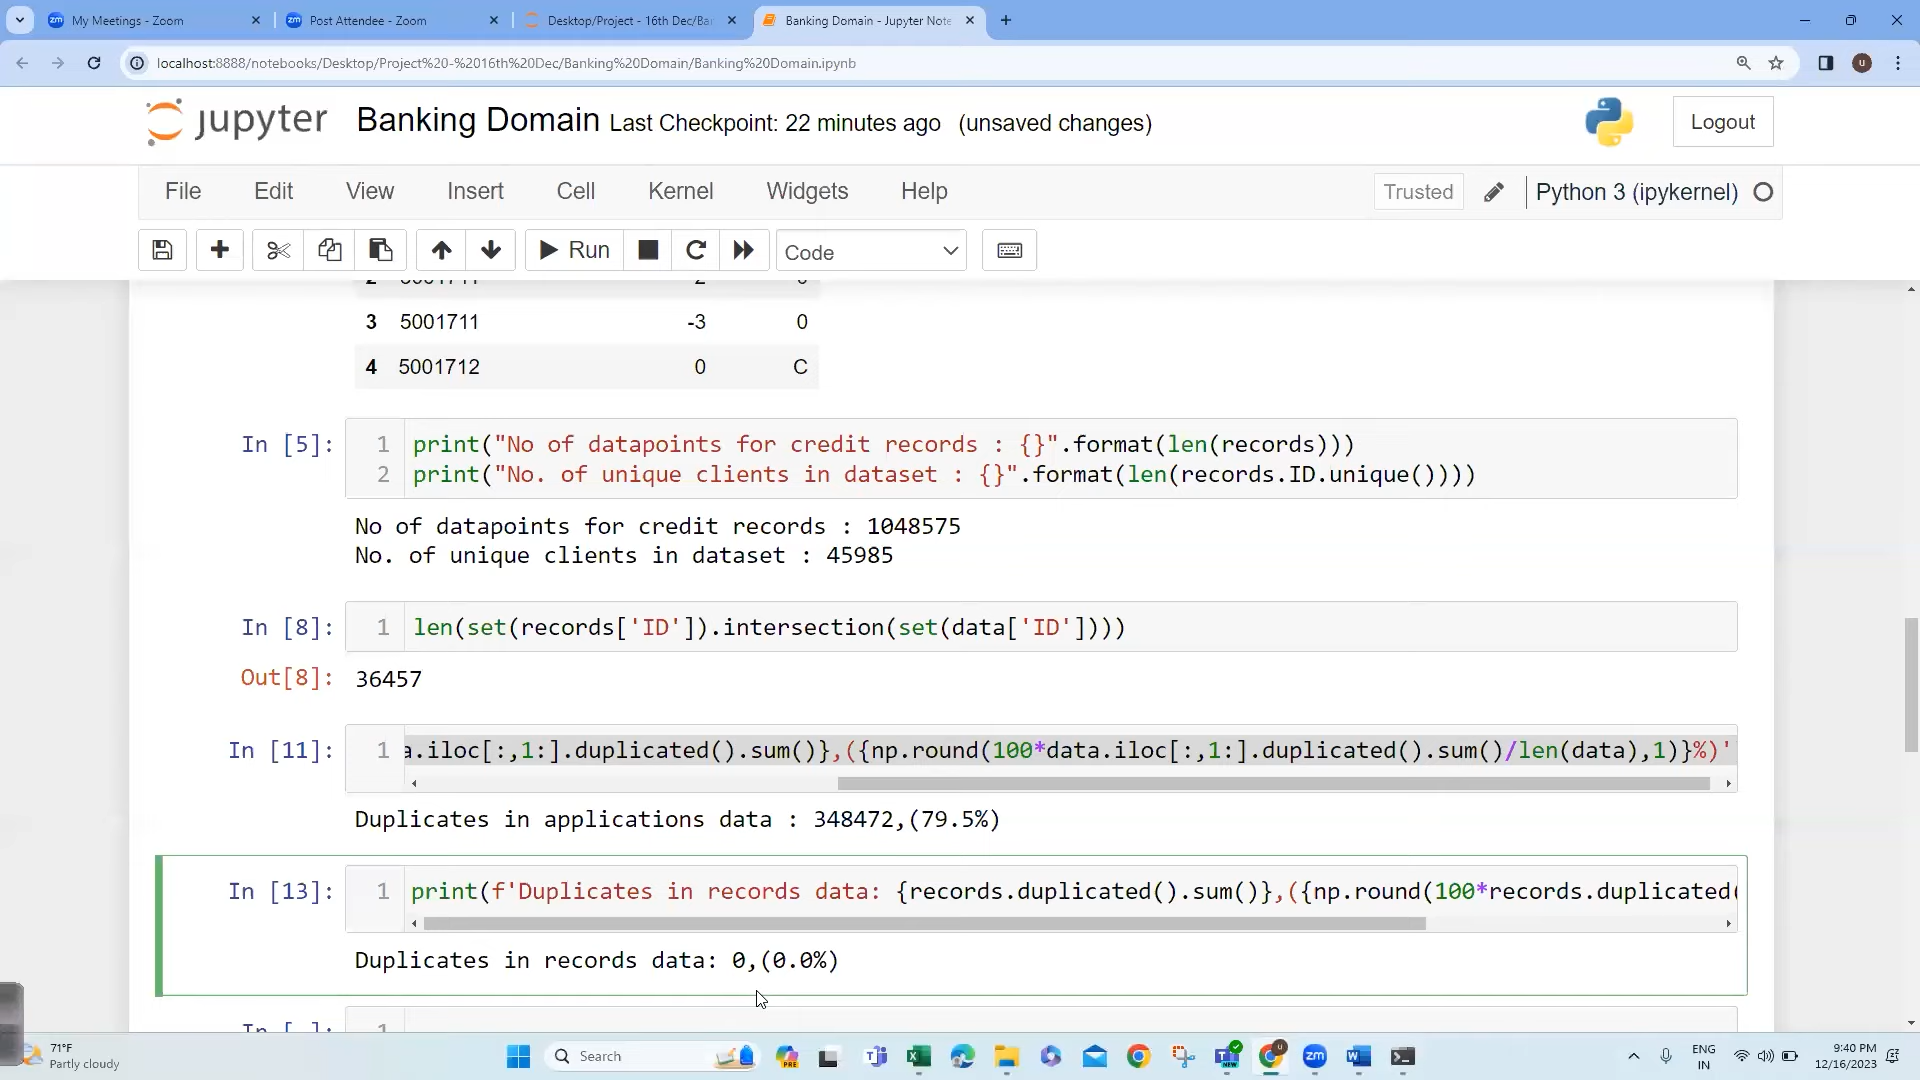 My Meetings - Zoom
Post Attendee - Zoom
Desktop/Project - 16th Dec/Ban
Banking Domain - Jupyter Note
localhost:8888/notebooks/Desktop/Project%20-%2016th%20Dec/Banking%20Domain/Banking%20Domain.ipynb
u
jupyter Banking Domain Last Checkpoint: 22 minutes ago (unsaved changes)
Logout
File Edit View Insert Cell Kernel Widgets Help
Trusted
Python 3 (ipykernel)
Run
Code
3 5001711 -3 0
4 5001712 0 C
In [5]:
1 print("No of datapoints for credit records : {}".format(len(records)))
2 print("No. of unique clients in dataset : {}".format(len(records.ID.unique())))
No of datapoints for credit records : 1048575
No. of unique clients in dataset : 45985
In [8]:
1 len(set(records['ID']).intersection(set(data['ID'])))
Out[8]: 36457
In [11]:
1 a.iloc[:,1:].duplicated().sum()},({np.round(100*data.iloc[:,1:].duplicated().sum()/len(data),1)}%)'
Duplicates in applications data : 348472,(79.5%)
In [13]:
1 print(f'Duplicates in records data: {records.duplicated().sum()},({np.round(100*records.duplicated(
Duplicates in records data: 0,(0.0%)
In [ ]:
1
71°F
Partly cloudy
Search
PRE
NEW
zm
ENG
IN
9:40 PM
12/16/2023